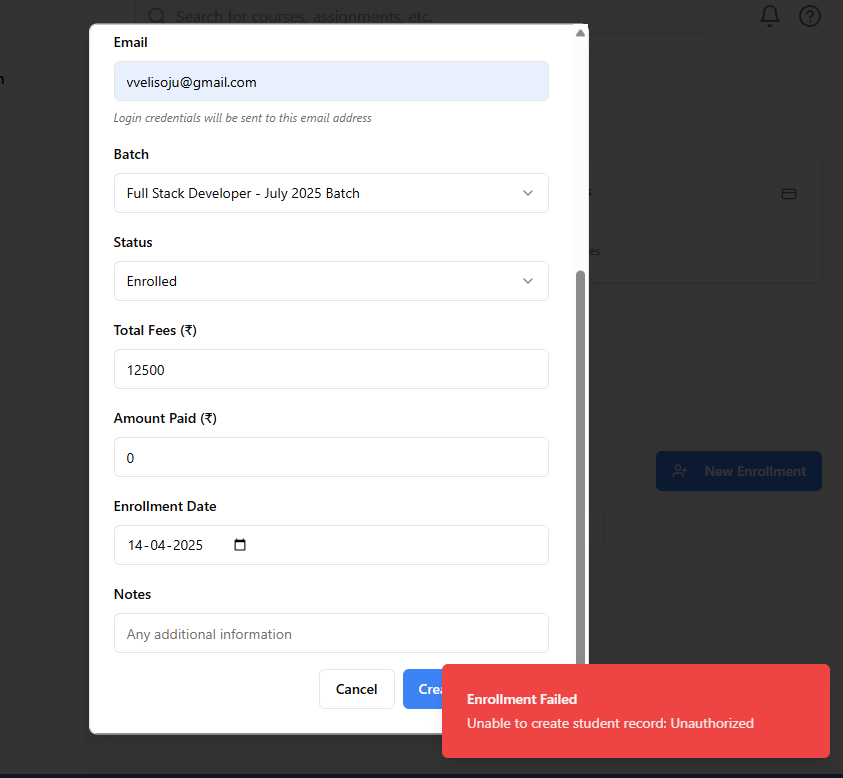 Search for courses, assignments, etc.
Email
vvelisoju@gmail.com
Login credentials will be sent to this email address
Batch
Full Stack Developer - July 2025 Batch
Status
Enrolled
Total Fees (₹)
12500
Amount Paid (₹)
0
New Enrollment
Enrollment Date
14-04-2025
Notes
Any additional information
Cancel
Crea
Enrollment Failed
Unable to create student record: Unauthorized